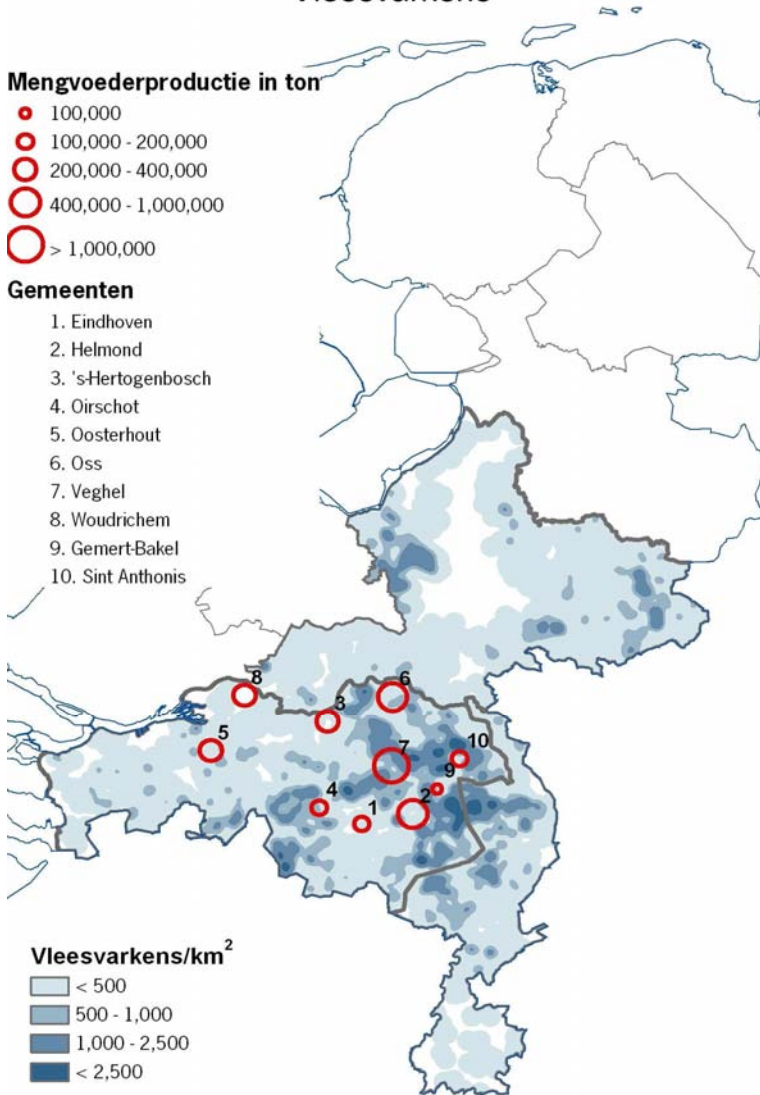 Vleesvarkens
Mengvoederproductie in ton
100,000
100,000 - 200,000
200,000 - 400,000
400,000 - 1,000,000
> 1,000,000
Gemeenten
1. Eindhoven
2. Helmond
3. 's-Hertogenbosch
4. Oirschot
5. Oosterhout
6. Oss
7. Veghel
8. Woudrichem
9. Gemert-Bakel
10. Sint Anthonis
8
6
3
5
7
10
9
4
1
2
Vleesvarkens/km²
< 500
500 - 1,000
1,000 - 2,500
< 2,500